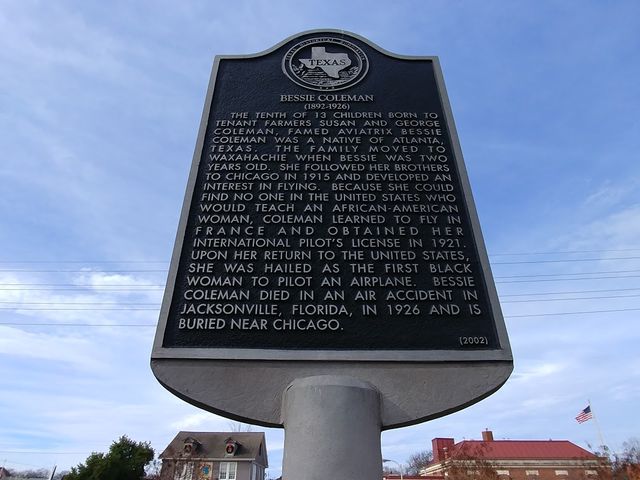 TEXAS
BESSIE COLEMAN
(1892-1926)
THE TENTH OF 13 CHILDREN BORN TO
TENANT FARMERS SUSAN AND GEORGE
COLEMAN, FAMED AVIATRIX BESSIE
COLEMAN WAS A NATIVE OF ATLANTA,
TEXAS. THE FAMILY MOVED TO
WAXAHACHIE WHEN BESSIE WAS TWO
YEARS OLD. SHE FOLLOWED HER BROTHERS
TO CHICAGO IN 1915 AND DEVELOPED AN
INTEREST IN FLYING. BECAUSE SHE COULD
FIND NO ONE IN THE UNITED STATES WHO
WOULD TEACH AN AFRICAN-AMERICAN
WOMAN, COLEMAN LEARNED TO FLY IN
FRANCE AND OBTAINED HER
INTERNATIONAL PILOT'S LICENSE IN 1921.
UPON HER RETURN TO THE UNITED STATES,
SHE WAS HAILED AS THE FIRST BLACK
WOMAN TO PILOT AN AIRPLANE. BESSIE
COLEMAN DIED IN AN AIR ACCIDENT IN
JACKSONVILLE, FLORIDA, IN 1926 AND IS
BURIED NEAR CHICAGO.
(2002)